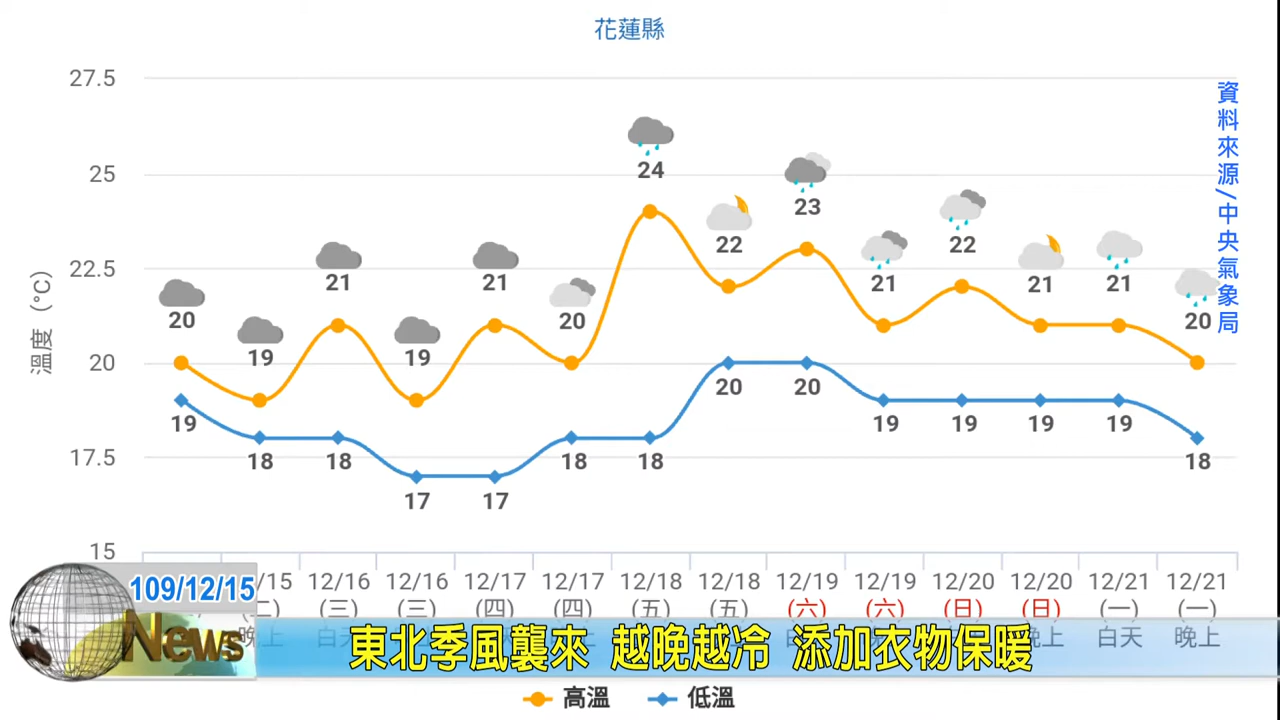 花蓮縣
27.5
25
22.5
20
17.5
15
溫度 (°C)
資料來源/中央氣象局
20 19 21 19 21 20 24 22 23 21 22 21 21 20
19 18 18 17 17 18 18 20 20 19 19 19 19 18
/15 12/16 12/16 12/17 12/17 12/18 12/18 12/19 12/19 12/20 12/20 12/21 12/21
(二) (三) (三) (四) (四) (五) (五) (六) (六) (日) (日) (一) (一)
晚上 白天 白天 晚上
109/12/15
News
東北季風襲來 越晚越冷 添加衣物保暖
高溫 低溫